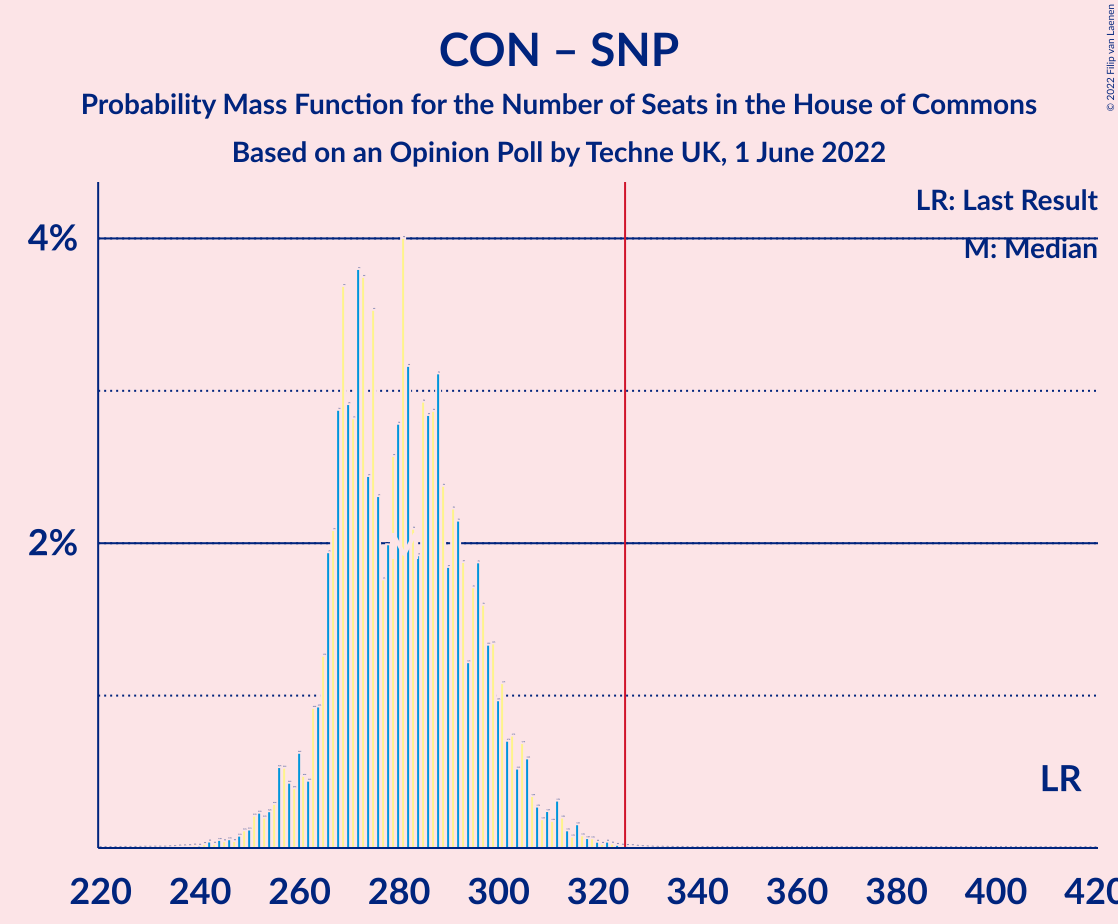 CON – SNP
Probability Mass Function for the Number of Seats in the House of Commons
Based on an Opinion Poll by Techne UK, 1 June 2022
© 2022 Filip van Laenen
LR: Last Result
M: Median
4%
2%
M
LR
220 240 260 280 300 320 340 360 380 400 420